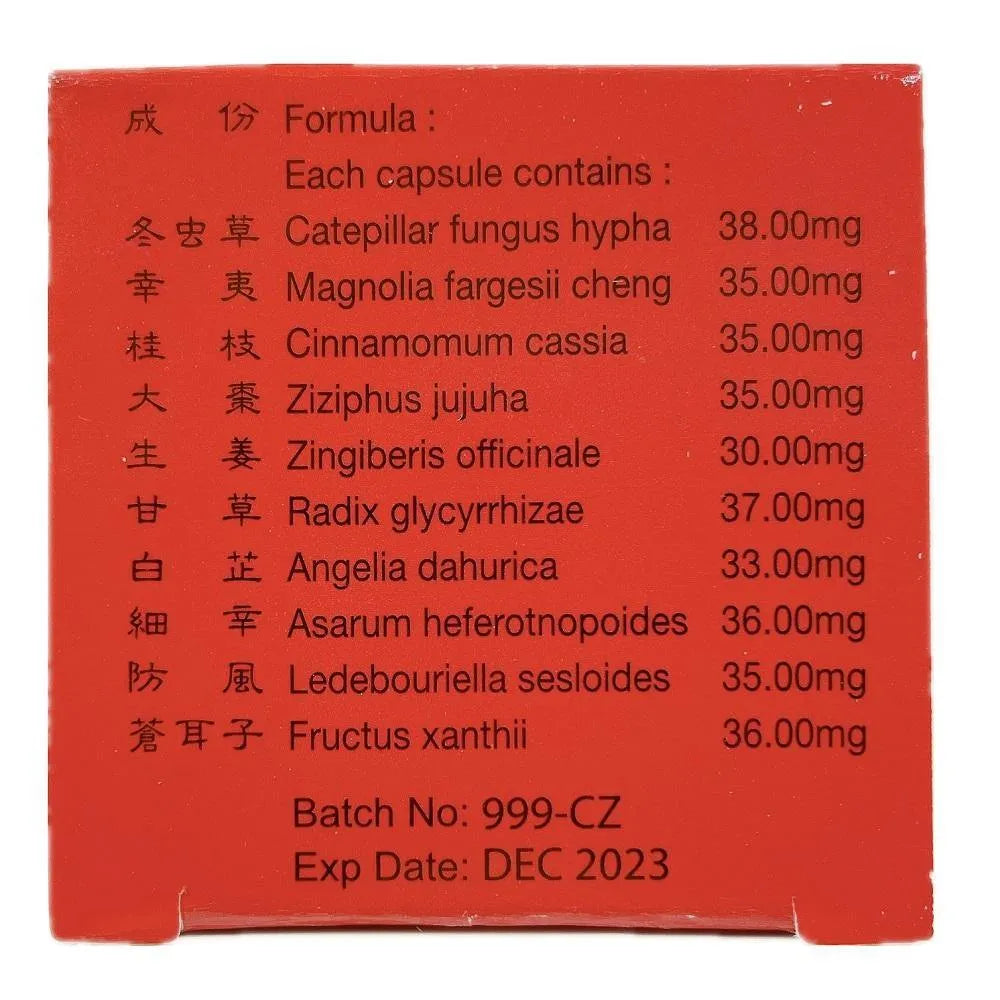 成份 Formula :
Each capsule contains :
冬虫草 Catepillar fungus hypha 38.00mg
幸夷 Magnolia fargesii cheng 35.00mg
桂枝 Cinnamomum cassia 35.00mg
大棗 Ziziphus jujuha 35.00mg
生姜 Zingiberis officinale 30.00mg
甘草 Radix glycyrrhizae 37.00mg
白芷 Angelia dahurica 33.00mg
細辛 Asarum heferotnopoides 36.00mg
防風 Ledebouriella sesloides 35.00mg
蒼耳子 Fructus xanthii 36.00mg
Batch No: 999-CZ
Exp Date: DEC 2023